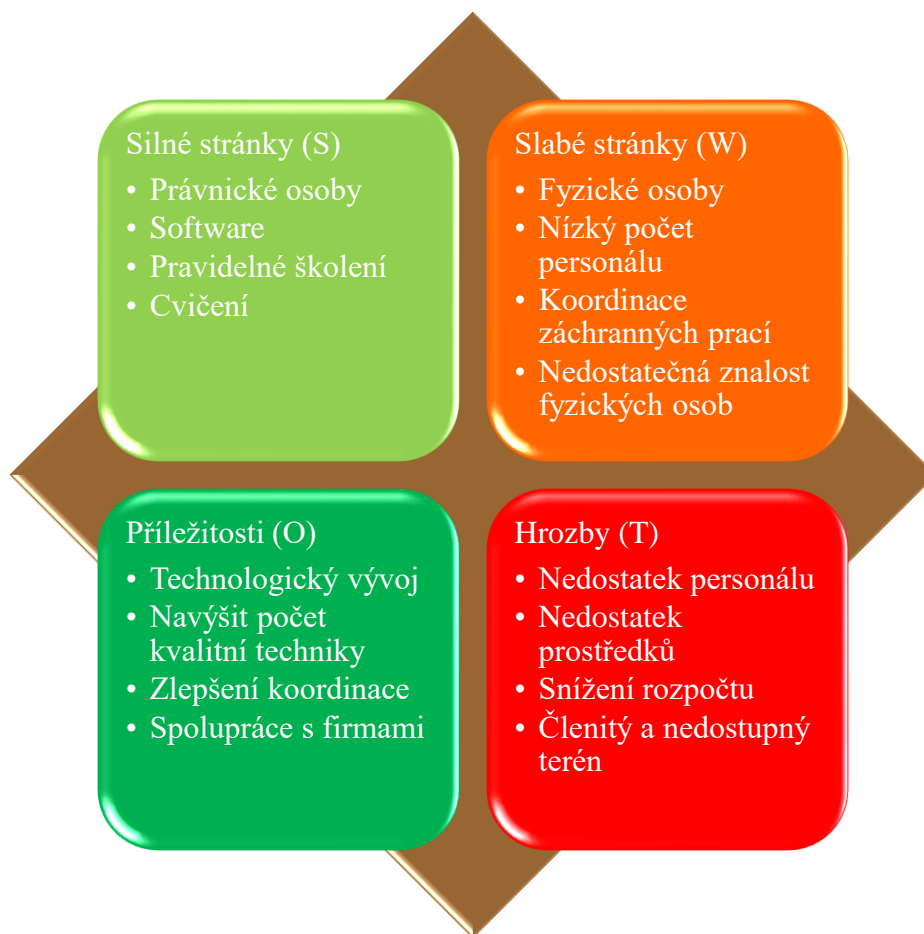 Silné stránky (S)
• Právnické osoby
• Software
• Pravidelné školení
• Cvičení
Slabé stránky (W)
• Fyzické osoby
• Nízký počet
personálu
• Koordinace
záchranných prací
• Nedostatečná znalost
fyzických osob
Příležitosti (O)
• Technologický vývoj
• Navýšit počet
kvalitní techniky
• Zlepšení koordinace
• Spolupráce s firmami
Hrozby (T)
• Nedostatek personálu
• Nedostatek
prostředků
• Snížení rozpočtu
• Členitý a nedostupný
terén